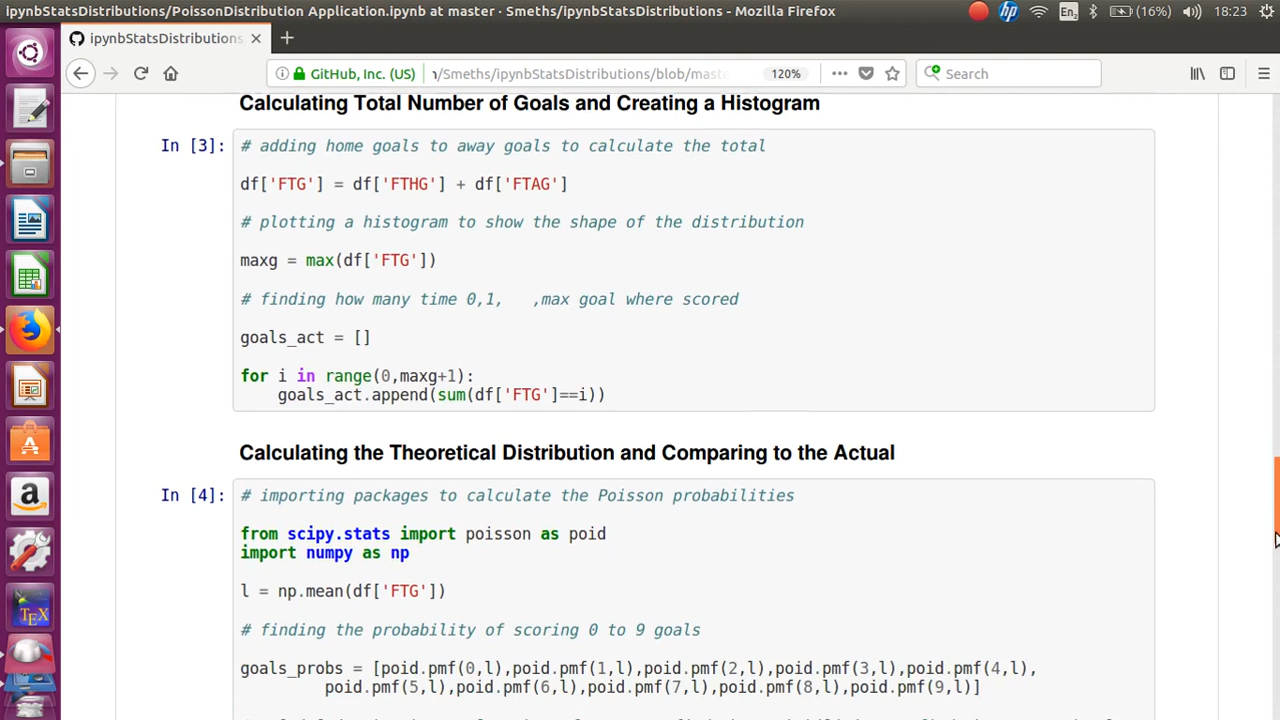 ipynbStatsDistributions/PoissonDistribution Application.ipynb at master · Smeths/ipynbStatsDistributions - Mozilla Firefox
En₂
(16%)
18:23
ipynbStatsDistributions
GitHub, Inc. (US)
/Smeths/ipynbStatsDistributions/blob/maste
120%
Search
Calculating Total Number of Goals and Creating a Histogram
In [3]:
# adding home goals to away goals to calculate the total
df['FTG'] = df['FTHG'] + df['FTAG']
# plotting a histogram to show the shape of the distribution
maxg = max(df['FTG'])
# finding how many time 0,1,   ,max goal where scored
goals_act = []
for i in range(0,maxg+1):
    goals_act.append(sum(df['FTG']==i))
Calculating the Theoretical Distribution and Comparing to the Actual
In [4]:
# importing packages to calculate the Poisson probabilities
from scipy.stats import poisson as poid
import numpy as np
l = np.mean(df['FTG'])
# finding the probability of scoring 0 to 9 goals
goals_probs = [poid.pmf(0,l),poid.pmf(1,l),poid.pmf(2,l),poid.pmf(3,l),poid.pmf(4,l),
         poid.pmf(5,l),poid.pmf(6,l),poid.pmf(7,l),poid.pmf(8,l),poid.pmf(9,l)]
hp
a
TEX